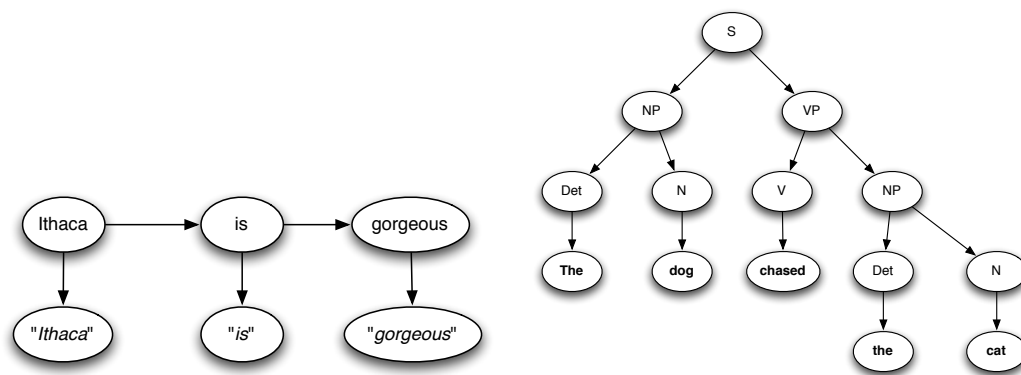 Ithaca is gorgeous
"Ithaca" "is" "gorgeous"
S
NP VP
Det N V NP
The dog chased Det N
the cat